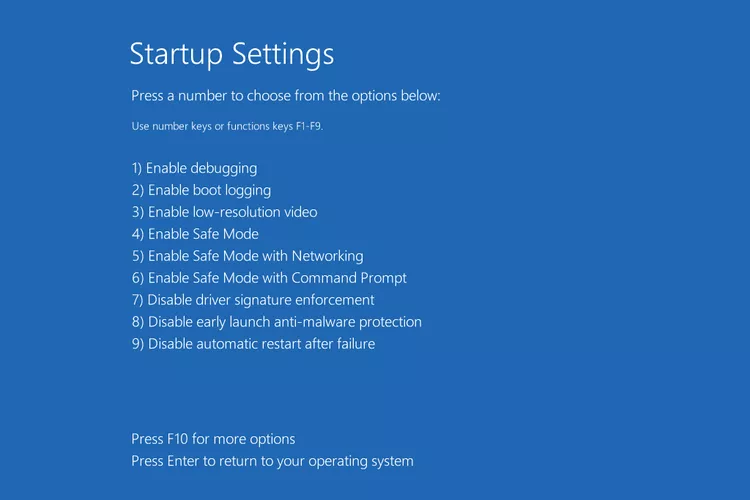 Startup Settings
Press a number to choose from the options below:
Use number keys or functions keys F1-F9.
1) Enable debugging
2) Enable boot logging
3) Enable low-resolution video
4) Enable Safe Mode
5) Enable Safe Mode with Networking
6) Enable Safe Mode with Command Prompt
7) Disable driver signature enforcement
8) Disable early launch anti-malware protection
9) Disable automatic restart after failure
Press F10 for more options
Press Enter to return to your operating system